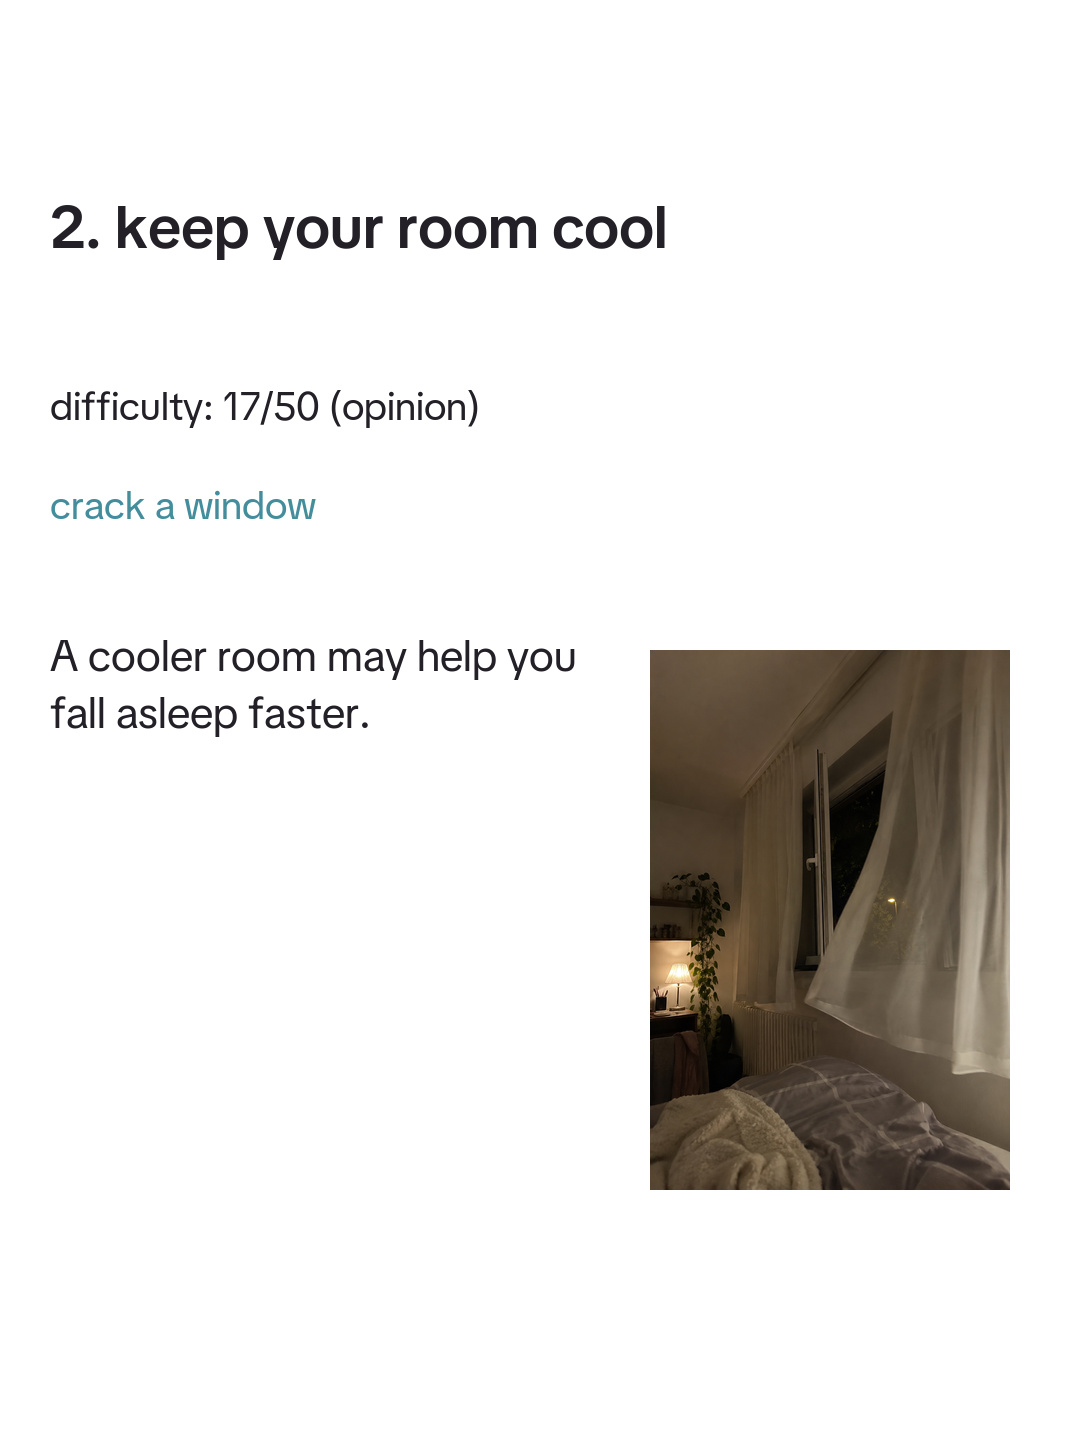 2. keep your room cool
difficulty: 17/50 (opinion)
crack a window
A cooler room may help you
fall asleep faster.